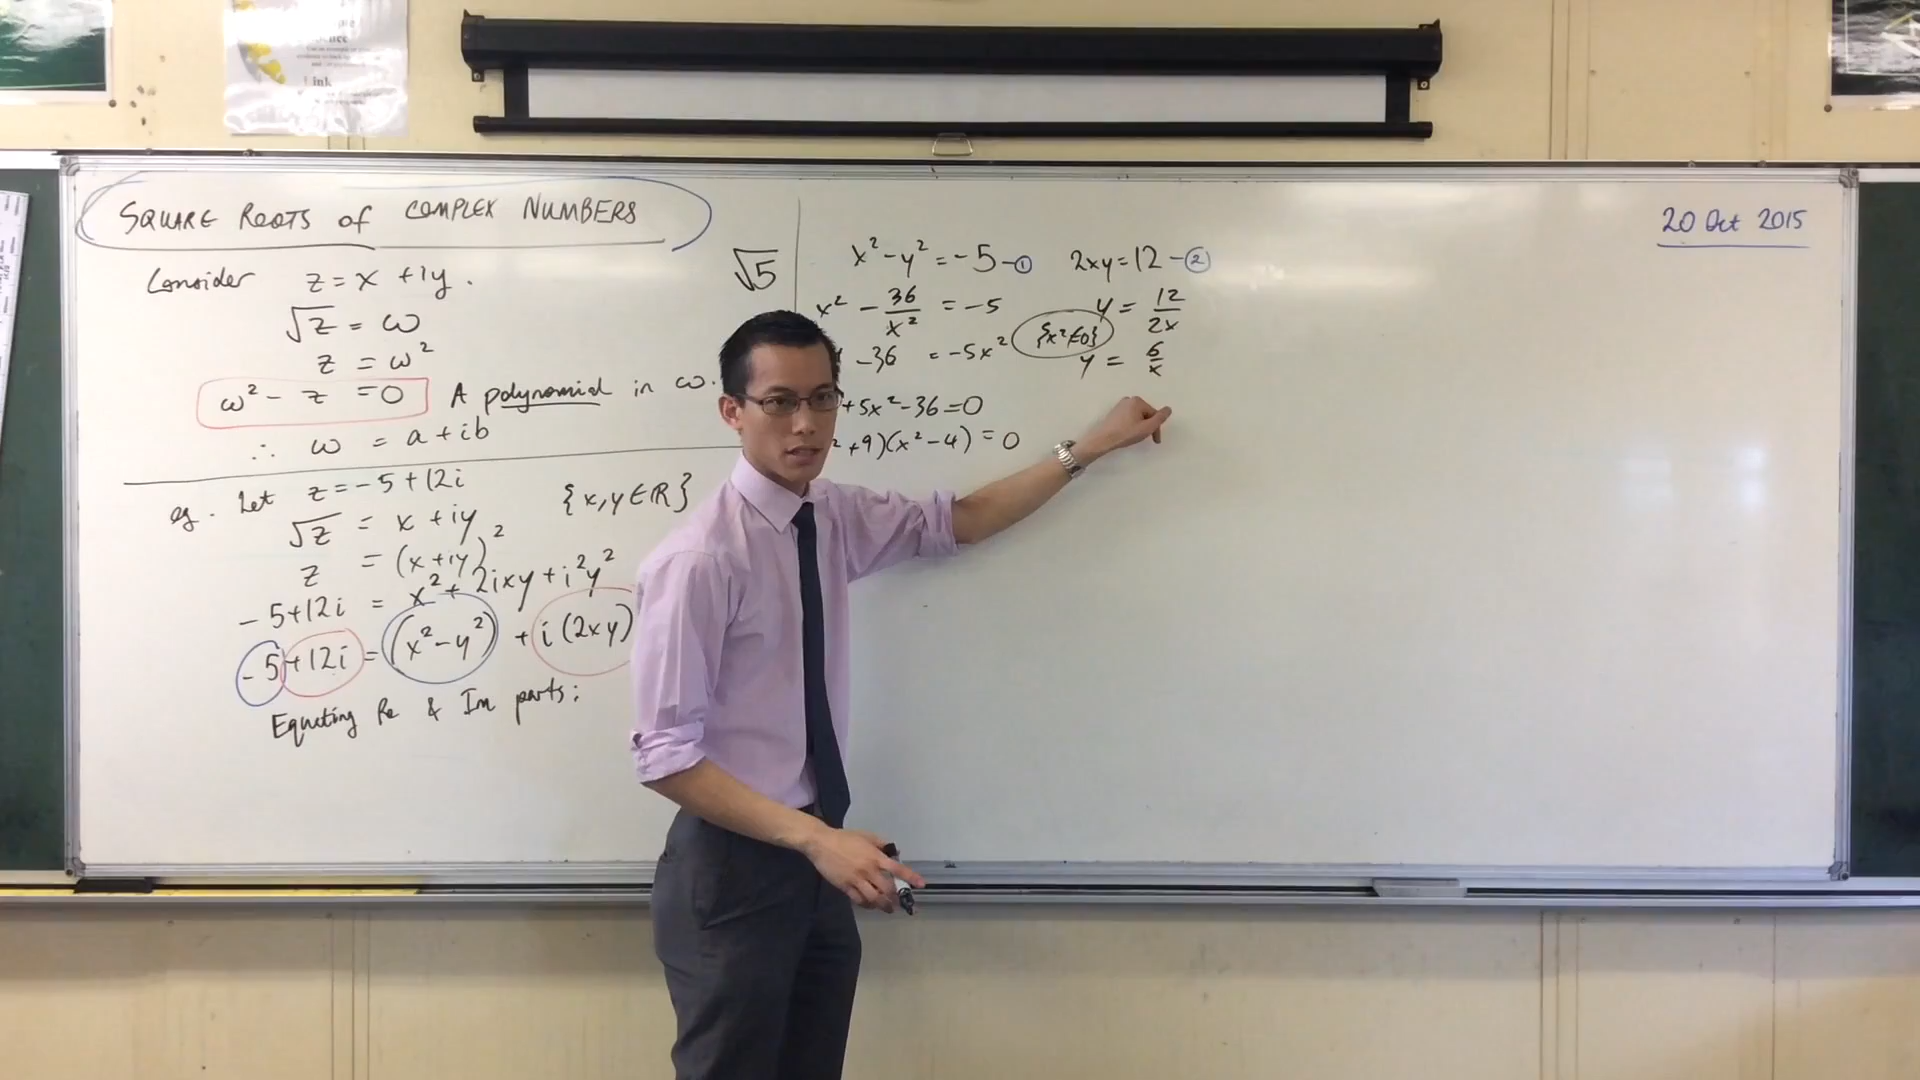 Link
SQUARE ROOTS of COMPLEX NUMBERS
Consider z = x + iy.
√z = ω
z = ω²
ω² - z = 0 A polynomial in ω.
∴ ω = a + ib
eg. Let z = -5 + 12i {x, y ∈ ℝ}
√z = x + iy
z = (x + iy)²
-5 + 12i = x² + 2ixy + i²y²
-5 + 12i = (x² - y²) + i(2xy)
Equating Re & Im parts:
√5
x² - y² = -5 - ① 2xy = 12 - ②
x² - 36/x² = -5 y = 12/2x
-36 = -5x² {x² ≠ 0} y = 6/x
+ 5x² - 36 = 0
² + 9)(x² - 4) = 0
20 Oct 2015